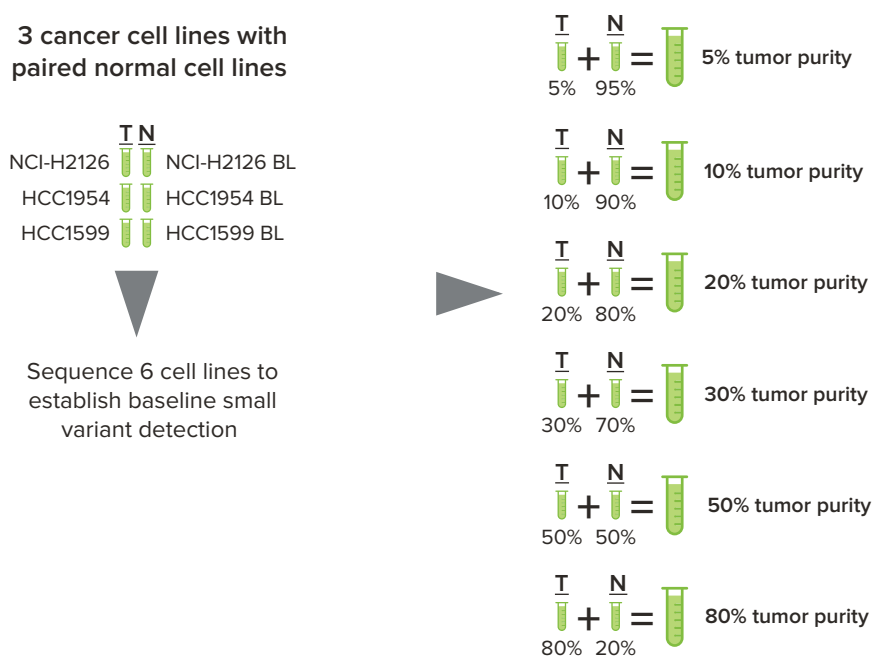 3 cancer cell lines with
paired normal cell lines
T N
NCI-H2126 NCI-H2126 BL
HCC1954 HCC1954 BL
HCC1599 HCC1599 BL
Sequence 6 cell lines to
establish baseline small
variant detection
T N
+ = 5% tumor purity
5% 95%
T N
+ = 10% tumor purity
10% 90%
T N
+ = 20% tumor purity
20% 80%
T N
+ = 30% tumor purity
30% 70%
T N
+ = 50% tumor purity
50% 50%
T N
+ = 80% tumor purity
80% 20%